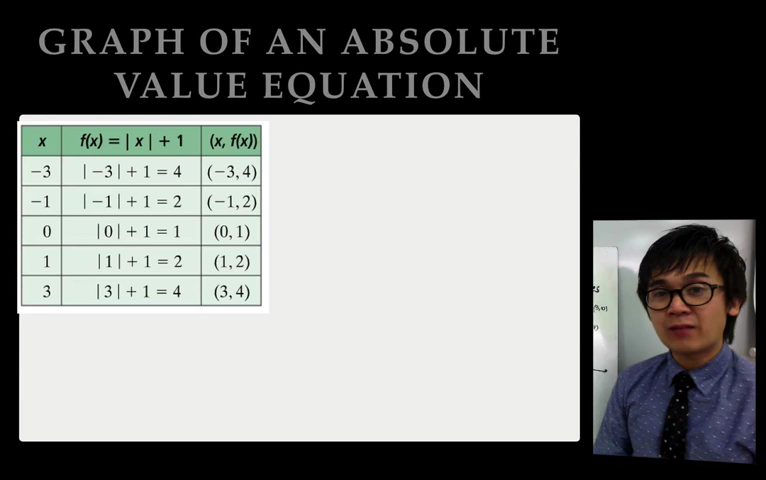 GRAPH OF AN ABSOLUTE
VALUE EQUATION
x f(x) = | x | + 1 (x, f(x))
−3 | −3 | + 1 = 4 (−3, 4)
−1 | −1 | + 1 = 2 (−1, 2)
0 | 0 | + 1 = 1 (0, 1)
1 | 1 | + 1 = 2 (1, 2)
3 | 3 | + 1 = 4 (3, 4)